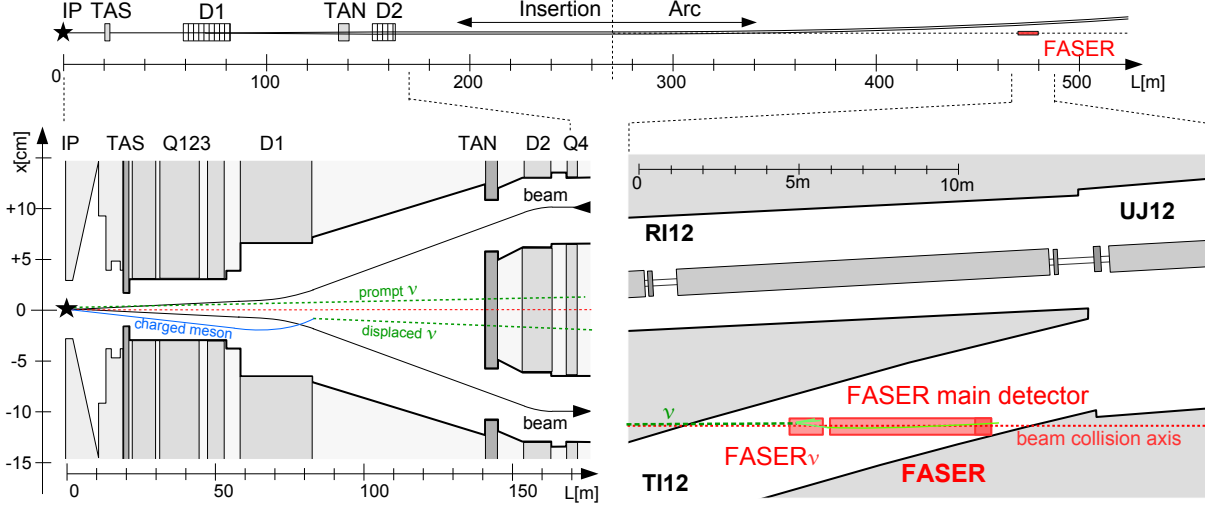 IP TAS D1 TAN D2 Insertion Arc
FASER
0 100 200 300 400 500 L[m]
x[cm]
IP TAS Q123 D1 TAN D2 Q4
+10
+5
0
-5
-10
-15
beam
prompt ν
charged meson
displaced ν
beam
0 50 100 150 L[m]
0 5m 10m
RI12
UJ12
ν
FASER main detector
beam collision axis
FASERν
FASER
TI12